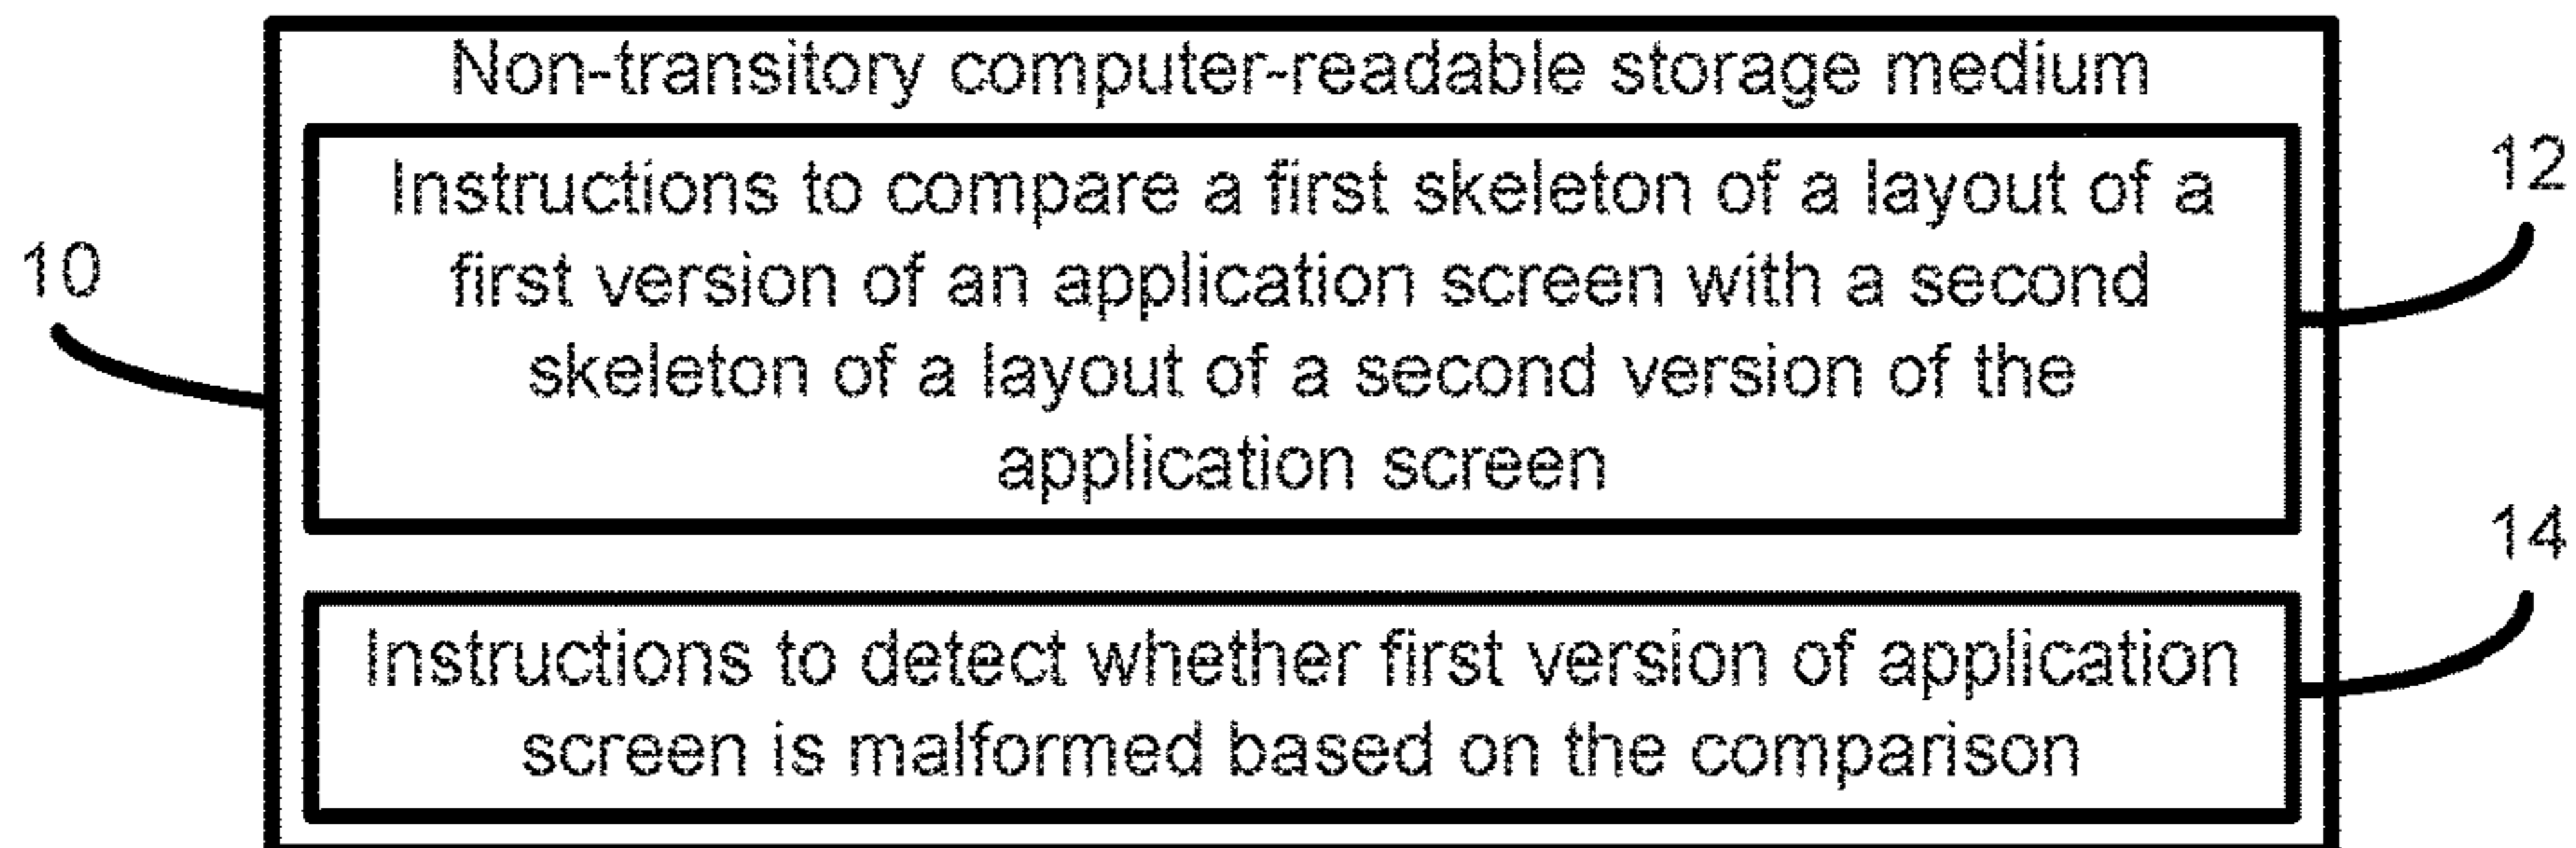 Non-transitory computer-readable storage medium
Instructions to compare a first skeleton of a layout of a
first version of an application screen with a second
skeleton of a layout of a second version of the
application screen
12
10
Instructions to detect whether first version of application
screen is malformed based on the comparison
14